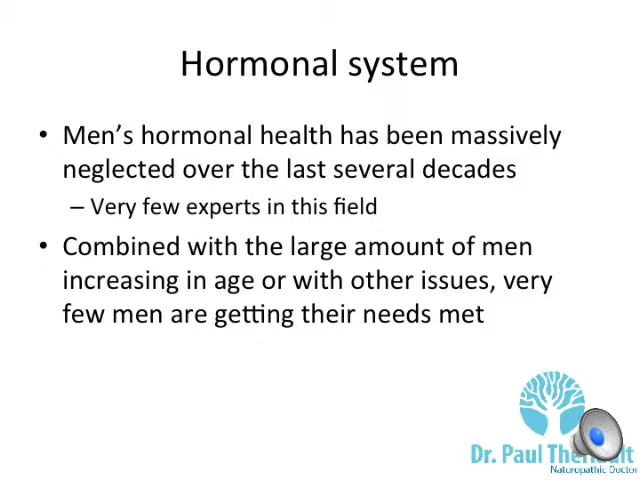 Hormonal system
• Men’s hormonal health has been massively
neglected over the last several decades
– Very few experts in this field
• Combined with the large amount of men
increasing in age or with other issues, very
few men are getting their needs met
Dr. Paul
Naturopathic Doctor